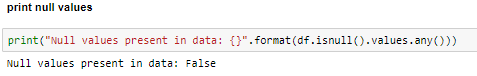 print null values
print("Null values present in data: {}".format(df.isnull().values.any()))
Null values present in data: False